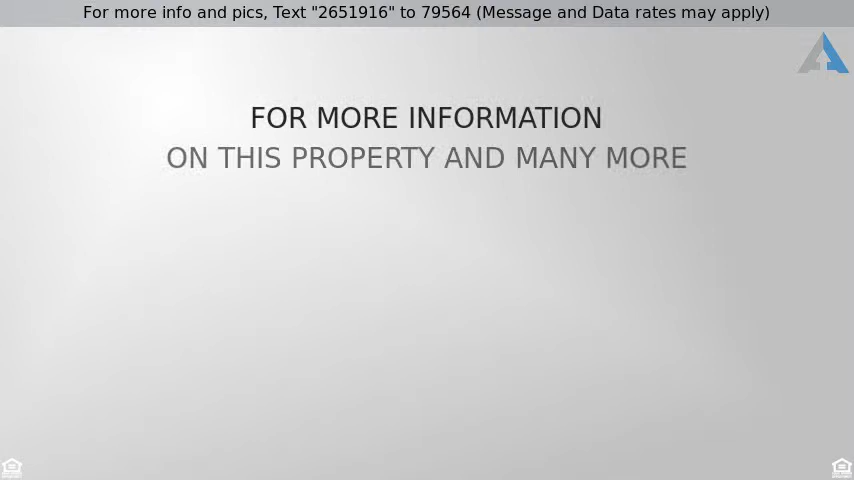 For more info and pics, Text "2651916" to 79564 (Message and Data rates may apply)
FOR MORE INFORMATION
ON THIS PROPERTY AND MANY MORE